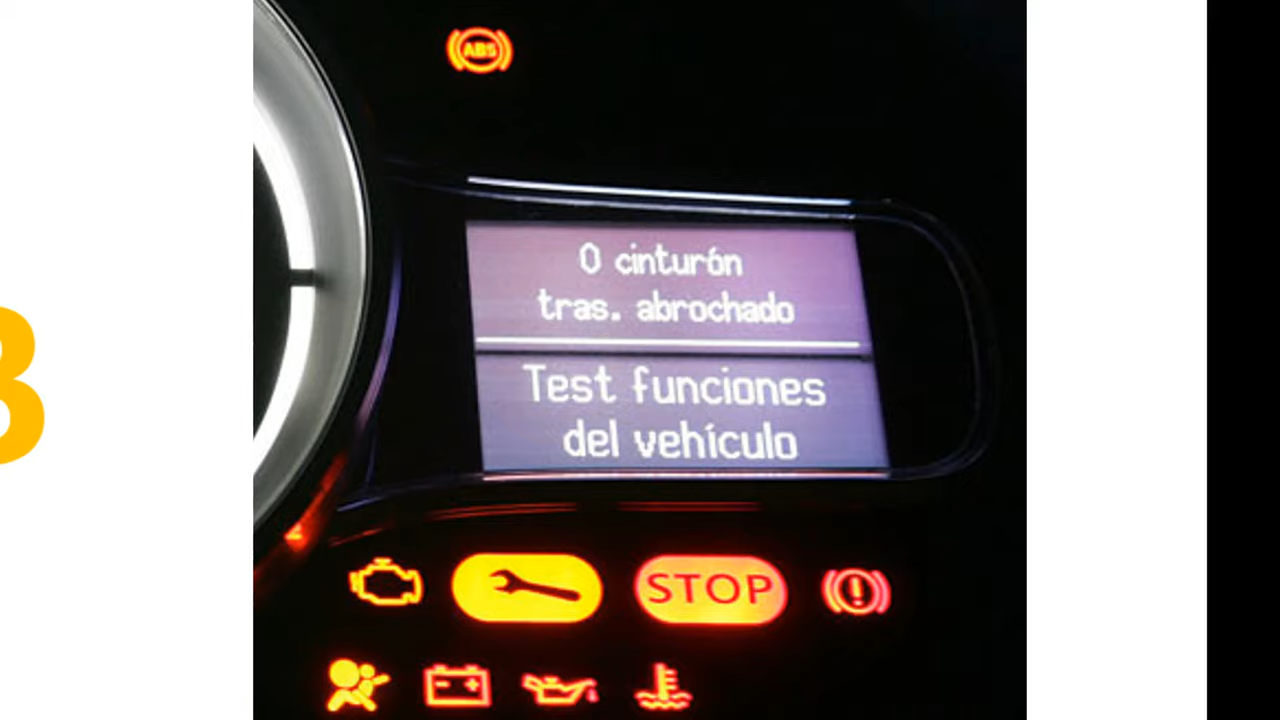 ABS
0 cinturón
tras. abrochado
Test funciones
del vehículo
STOP